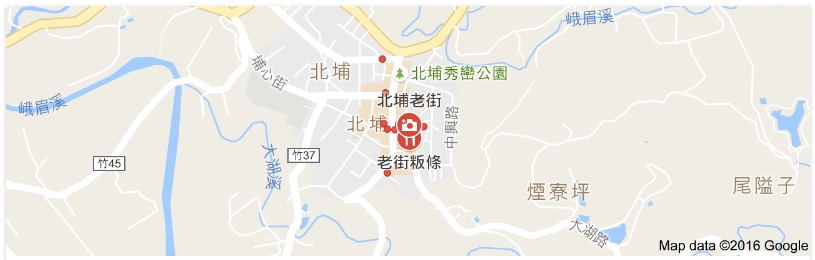 峨眉溪
北埔
埔心街
北埔秀巒公園
北埔老街
峨眉溪
北埔
中興路
竹45
竹37
大湖溪
老街粄條
煙寮坪
尾隘子
大湖路
Map data ©2016 Google